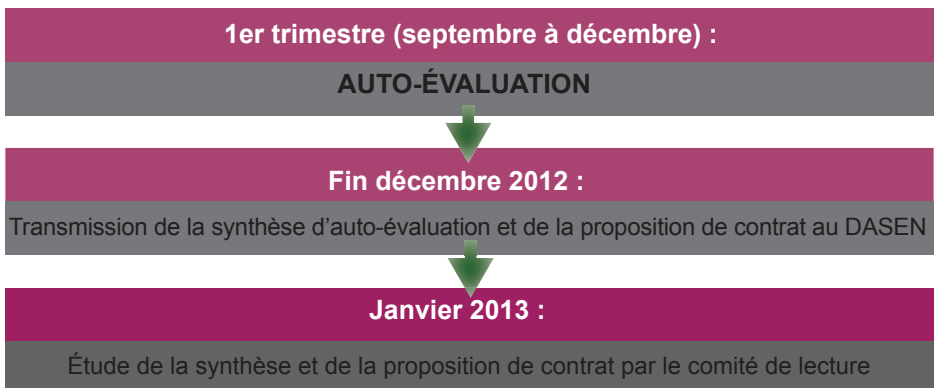 1er trimestre (septembre à décembre) :
AUTO-ÉVALUATION
Fin décembre 2012 :
Transmission de la synthèse d’auto-évaluation et de la proposition de contrat au DASEN
Janvier 2013 :
Étude de la synthèse et de la proposition de contrat par le comité de lecture